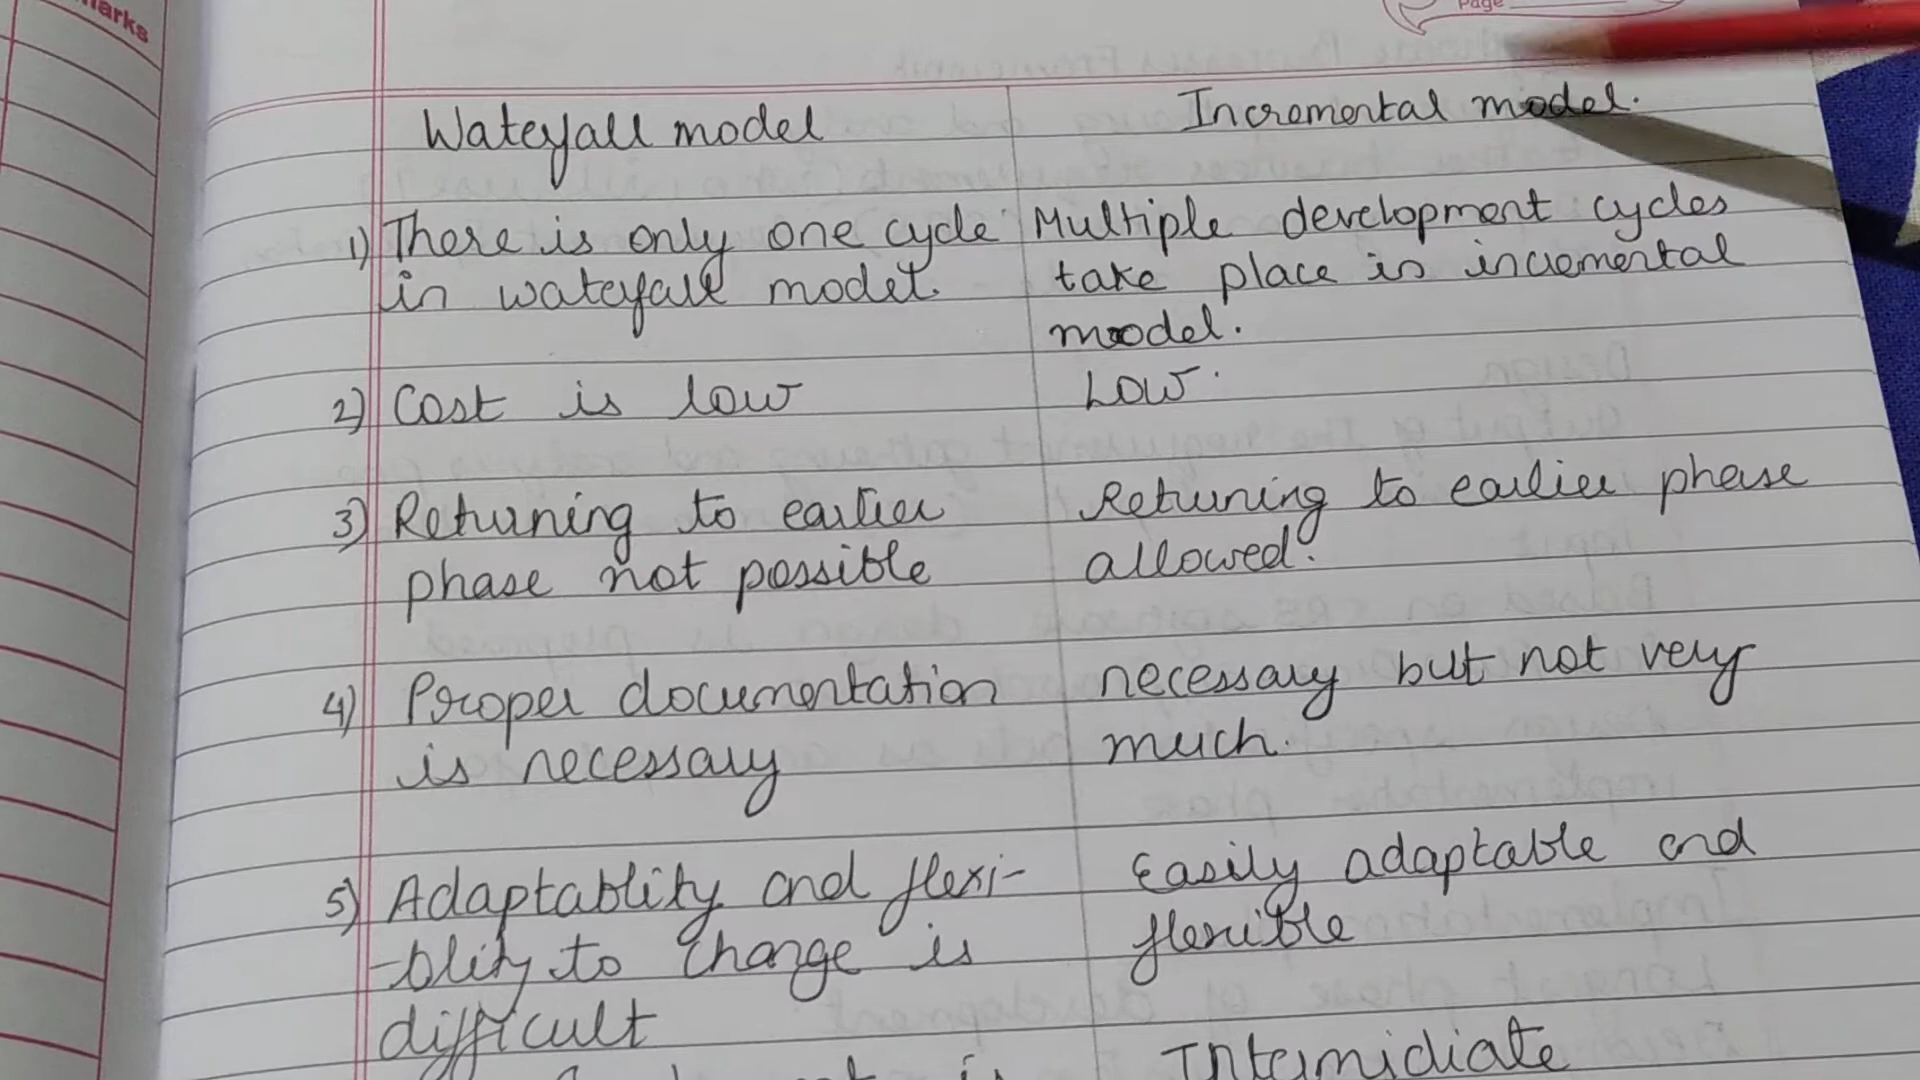 marks
Page
Waterfall model
Incremental model.
1) There is only one cycle
in waterfall model.
Multiple development cycles
take place in incremental
model.
2) Cost is low
Low.
3) Returning to earlier
phase not possible
Returning to earlier phase
allowed.
4) Proper documentation
is necessary
necessary but not very
much.
5) Adaptablity and flexi-
-blity to change is
difficult
Easily adaptable and
flexible
Intermidiate